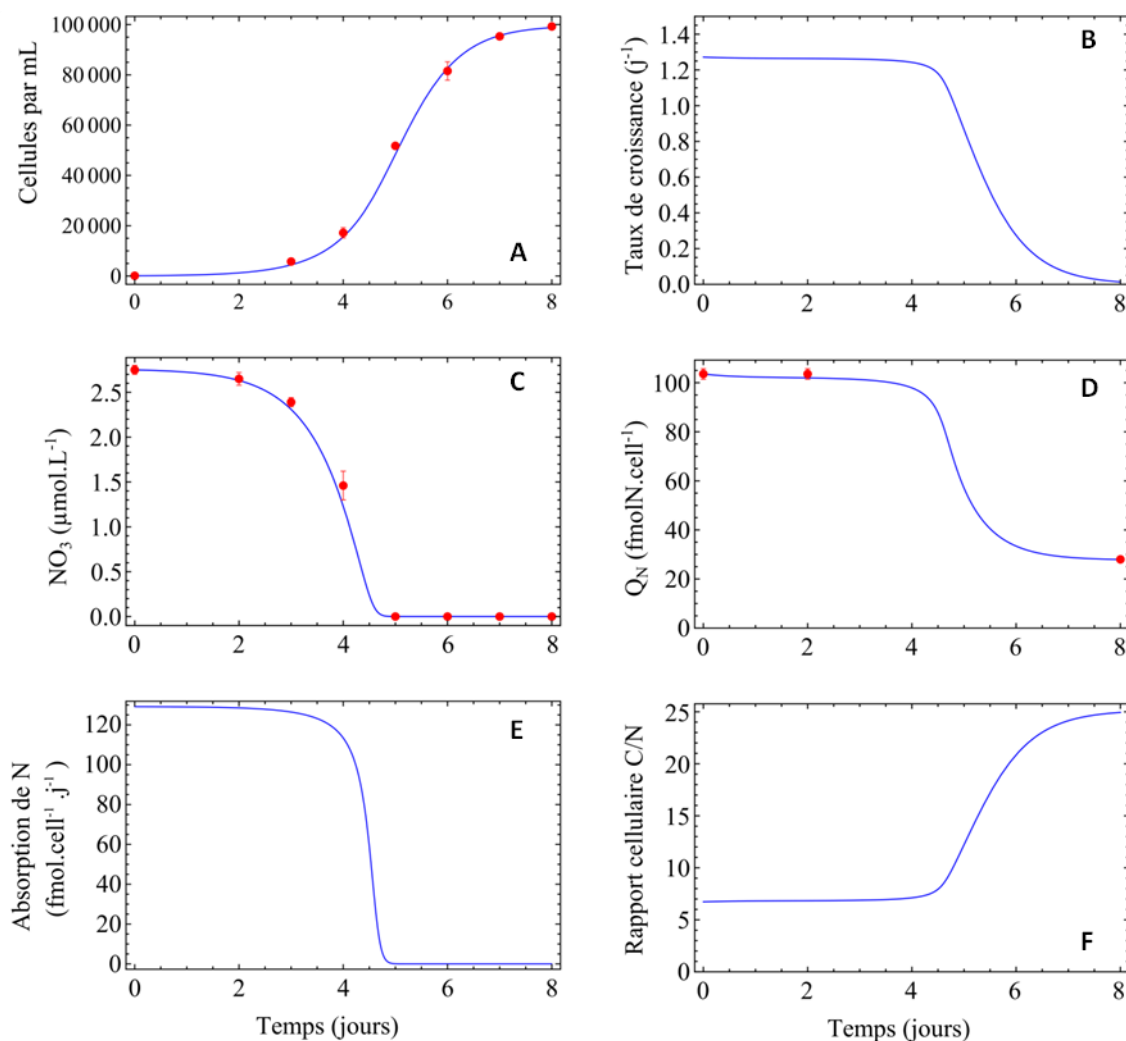 Cellules par mL
100 000
80 000
60 000
40 000
20 000
0
0 2 4 6 8
A
Taux de croissance (j⁻¹)
1.4
1.2
1.0
0.8
0.6
0.4
0.2
0.0
0 2 4 6 8
B
NO₃ (μmol.L⁻¹)
2.5
2.0
1.5
1.0
0.5
0.0
0 2 4 6 8
C
Q_N (fmolN.cell⁻¹)
100
80
60
40
20
0
0 2 4 6 8
D
Absorption de N
(fmol.cell⁻¹.j⁻¹)
120
100
80
60
40
20
0
0 2 4 6 8
Temps (jours)
E
Rapport cellulaire C/N
25
20
15
10
5
0
0 2 4 6 8
Temps (jours)
F